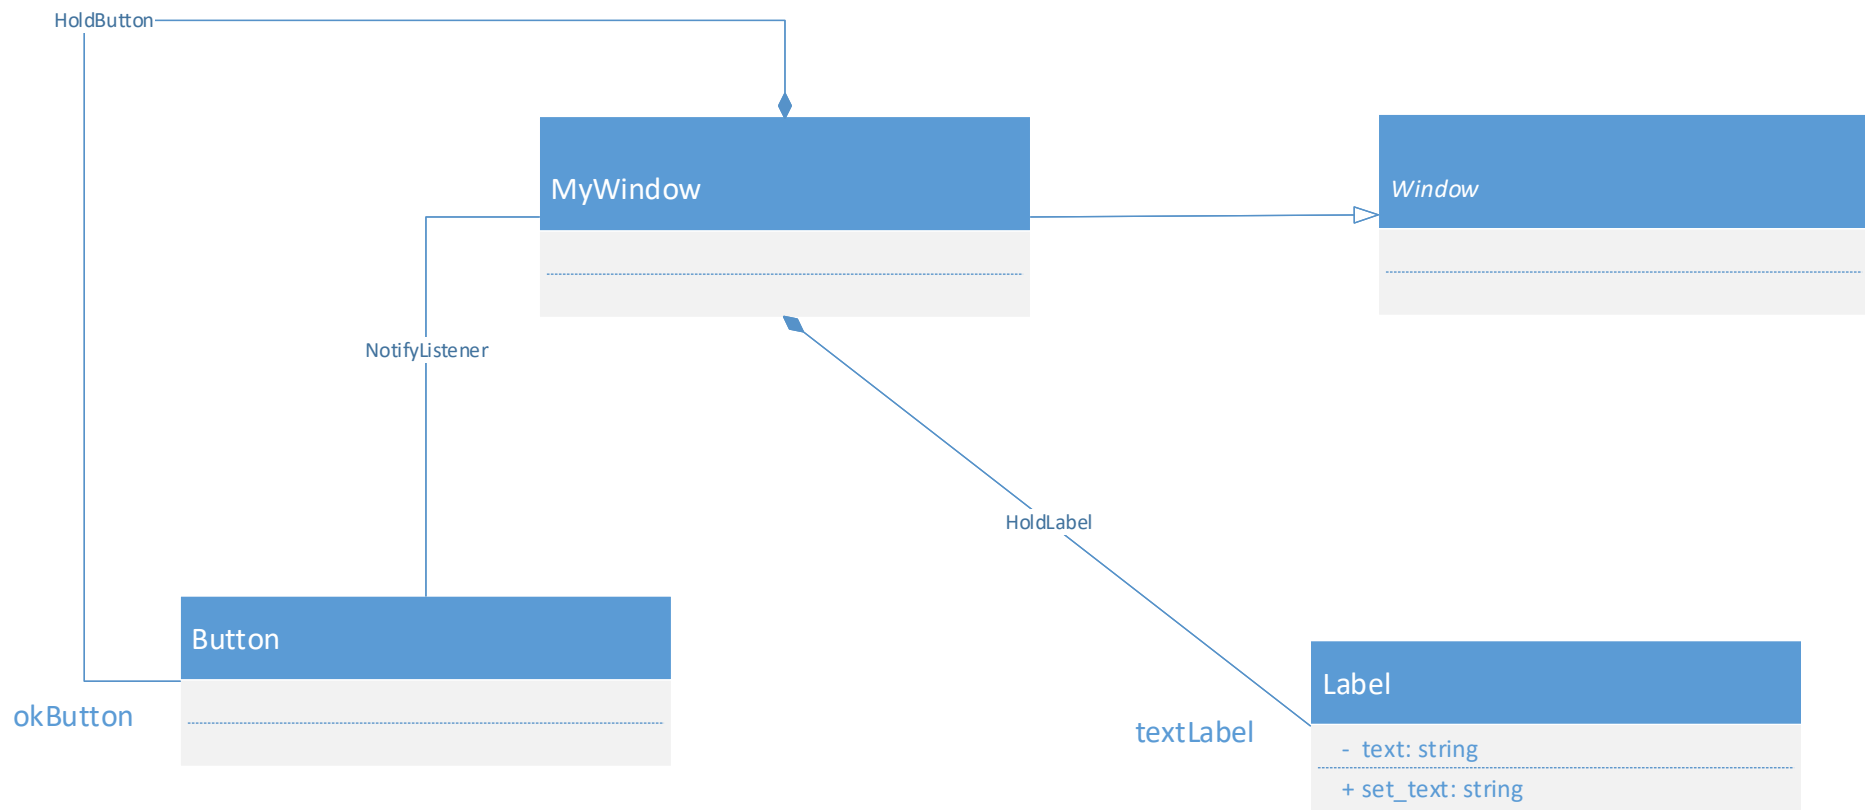 HoldButton
MyWindow
Window
NotifyListener
HoldLabel
Button
okButton
Label
textLabel
- text: string
+ set_text: string